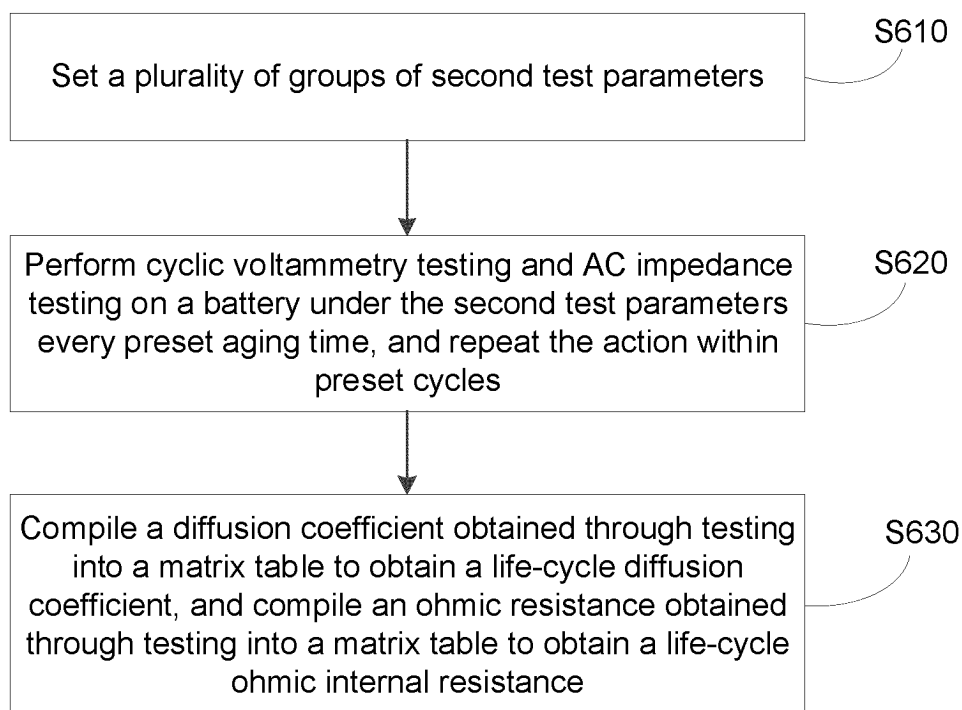 S610
Set a plurality of groups of second test parameters
S620
Perform cyclic voltammetry testing and AC impedance
testing on a battery under the second test parameters
every preset aging time, and repeat the action within
preset cycles
S630
Compile a diffusion coefficient obtained through testing
into a matrix table to obtain a life-cycle diffusion
coefficient, and compile an ohmic resistance obtained
through testing into a matrix table to obtain a life-cycle
ohmic internal resistance